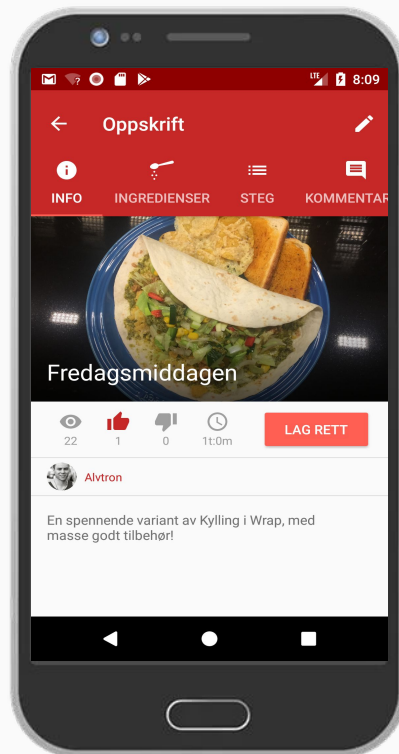 LTE 8:09
Oppskrift
INFO INGREDIENSER STEG KOMMENTAR
Fredagsmiddagen
22 1 0 1t:0m
LAG RETT
Alvtron
En spennende variant av Kylling i Wrap, med
masse godt tilbehør!